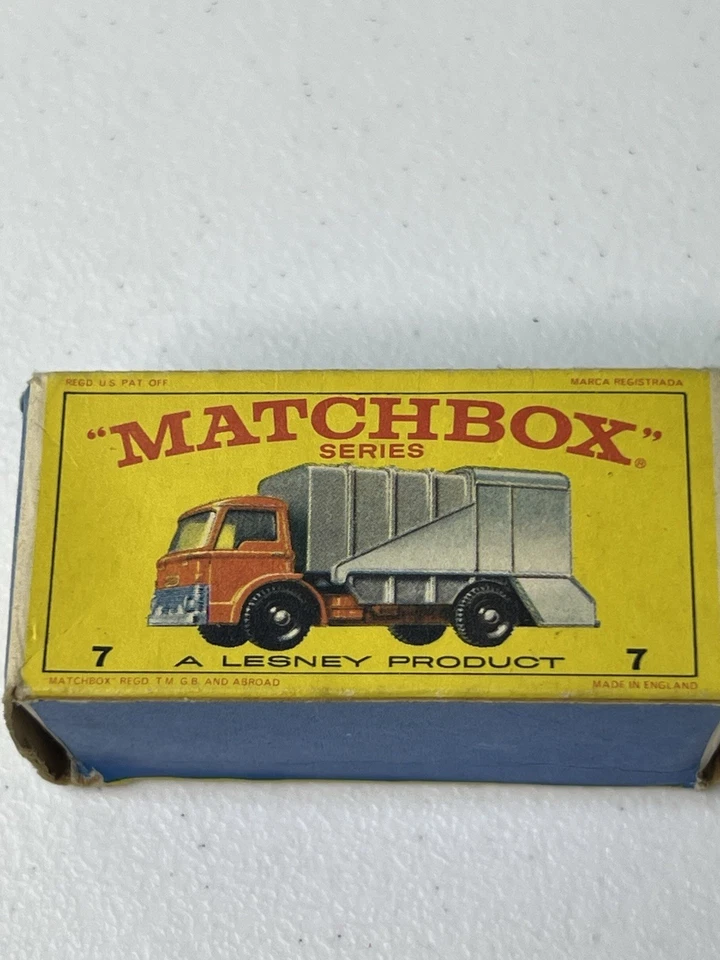 REGD. U.S. PAT. OFF. MARCA REGISTRADA
"MATCHBOX"®
SERIES
7 A LESNEY PRODUCT 7
"MATCHBOX" REGD. T.M. G.B. AND ABROAD MADE IN ENGLAND